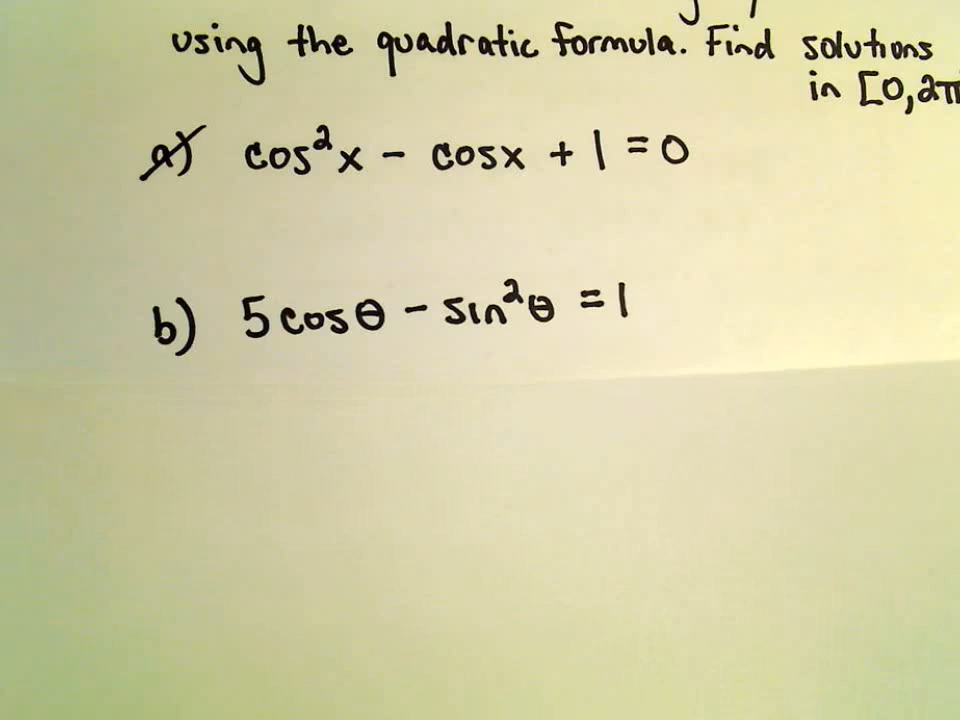 using the quadratic formula. Find solutions
in [0,2π
a) cos²x - cosx + 1 = 0
b) 5cosθ - sin²θ = 1